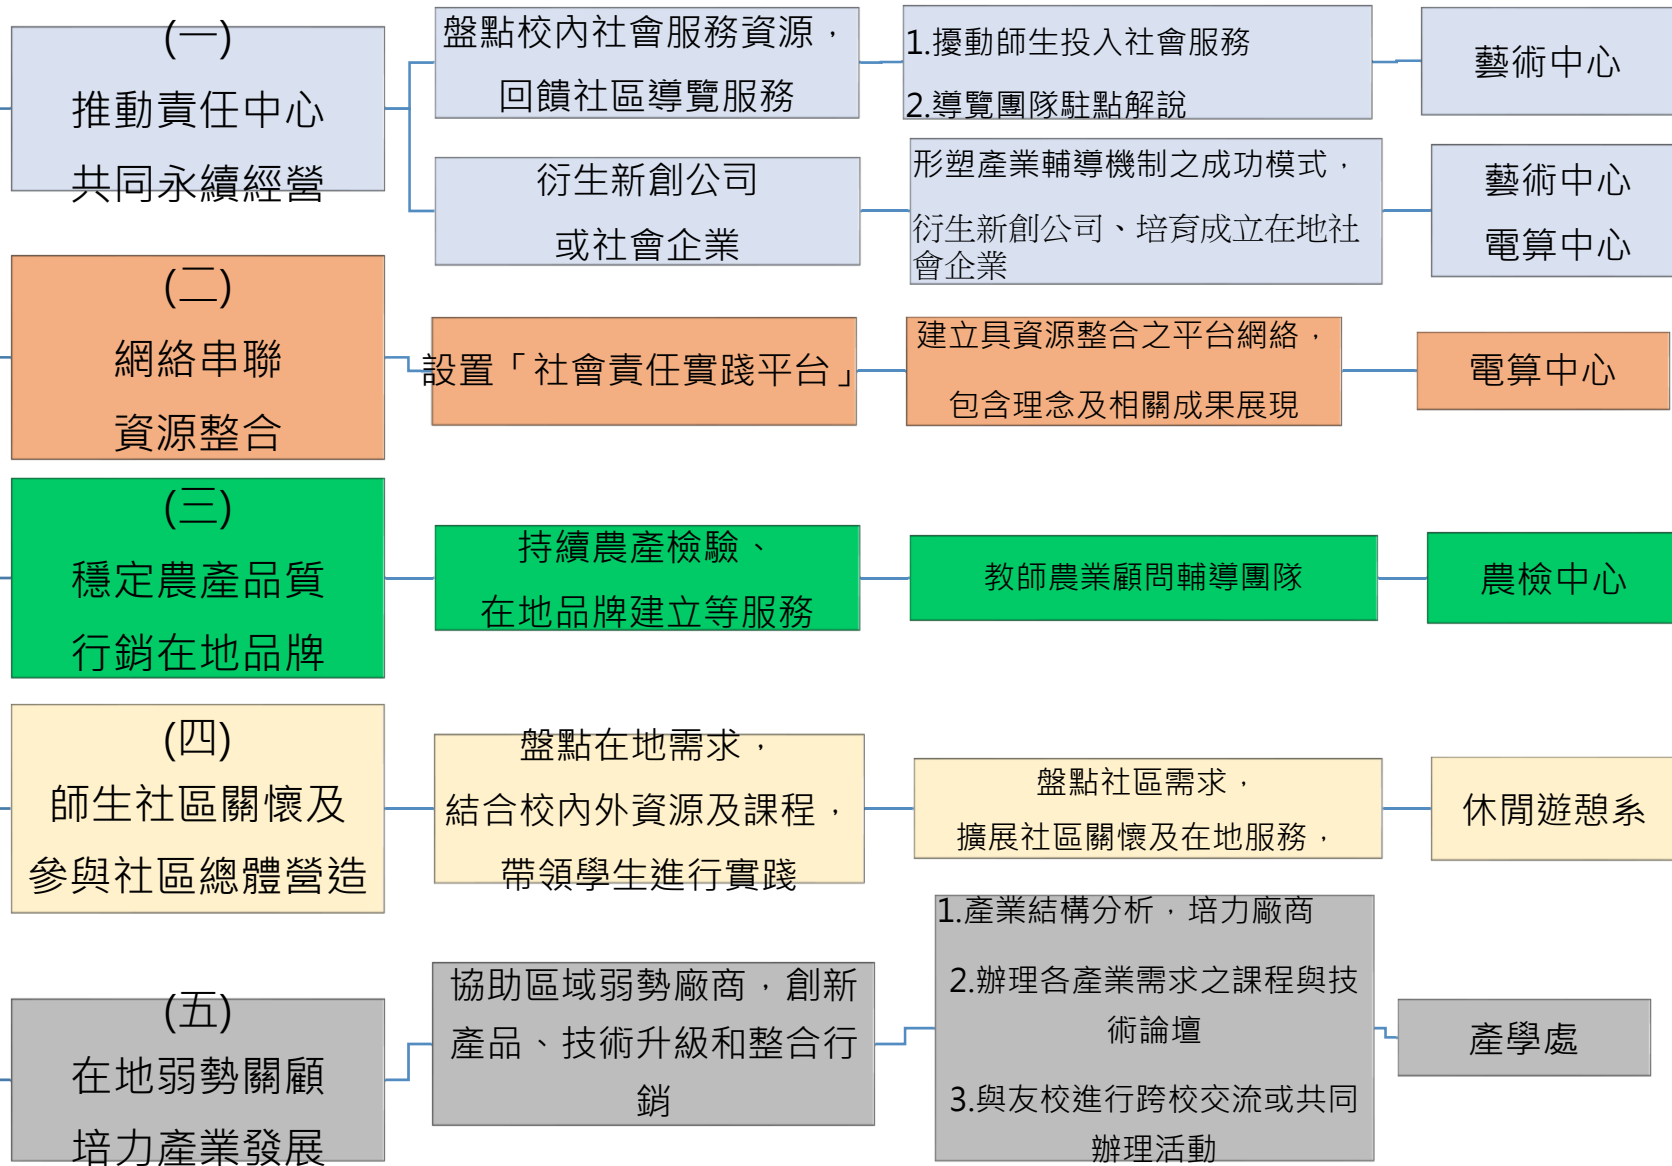 (一)
推動責任中心
共同永續經營
盤點校內社會服務資源，
回饋社區導覽服務
1.擾動師生投入社會服務
2.導覽團隊駐點解說
藝術中心
衍生新創公司
或社會企業
形塑產業輔導機制之成功模式，
衍生新創公司、培育成立在地社
會企業
藝術中心
電算中心
(二)
網絡串聯
資源整合
設置「社會責任實踐平台」
建立具資源整合之平台網絡，
包含理念及相關成果展現
電算中心
(三)
穩定農產品質
行銷在地品牌
持續農產檢驗、
在地品牌建立等服務
教師農業顧問輔導團隊
農檢中心
(四)
師生社區關懷及
參與社區總體營造
盤點在地需求，
結合校內外資源及課程，
帶領學生進行實踐
盤點社區需求，
擴展社區關懷及在地服務，
休閒遊憩系
(五)
在地弱勢關顧
培力產業發展
協助區域弱勢廠商，創新
產品、技術升級和整合行
銷
1.產業結構分析，培力廠商
2.辦理各產業需求之課程與技
術論壇
3.與友校進行跨校交流或共同
辦理活動
產學處